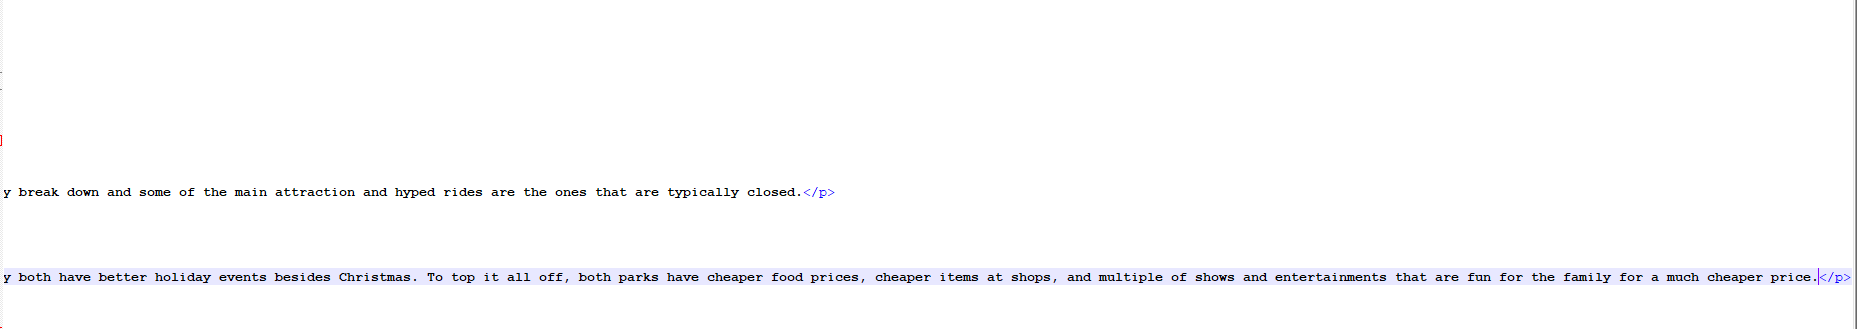 y break down and some of the main attraction and hyped rides are the ones that are typically closed.</p>
y both have better holiday events besides Christmas. To top it all off, both parks have cheaper food prices, cheaper items at shops, and multiple of shows and entertainments that are fun for the family for a much cheaper price.</p>